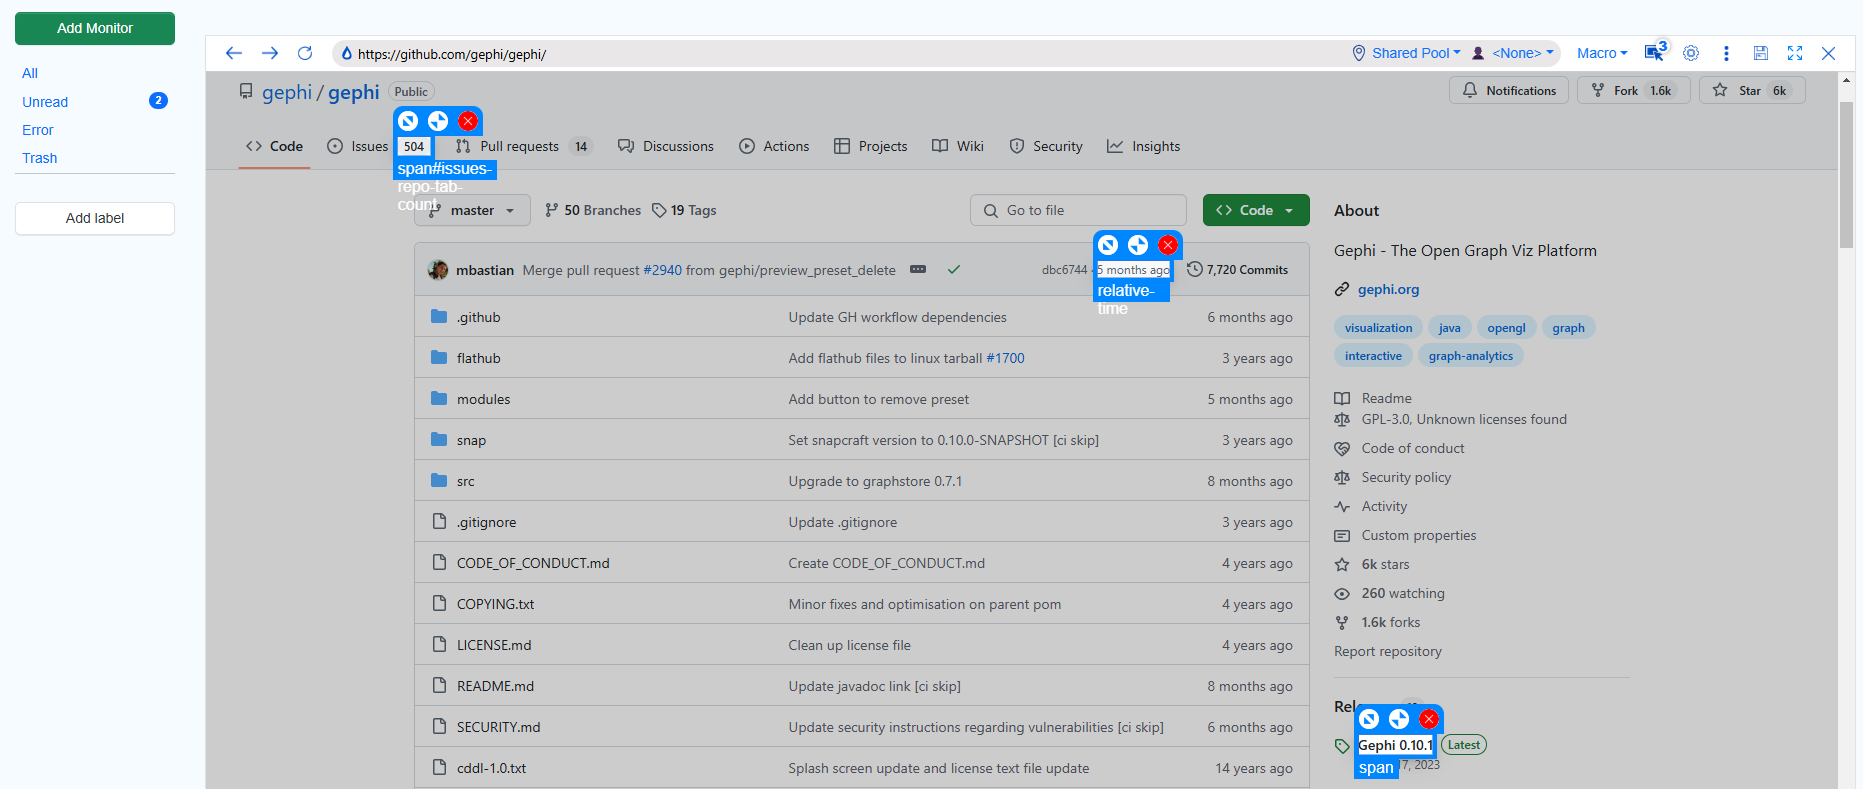 Add Monitor
All
Unread 2
Error
Trash
Add label
https://github.com/gephi/gephi/
Shared Pool <None> Macro 3
gephi / gephi Public
Notifications Fork 1.6k Star 6k
Code Issues 504 Pull requests 14 Discussions Actions Projects Wiki Security Insights
span#issues-
repo-tab-
count
master 50 Branches 19 Tags Go to file Code
mbastian Merge pull request #2940 from gephi/preview_preset_delete dbc6744 5 months ago 7,720 Commits
relative-
time
.github Update GH workflow dependencies 6 months ago
flathub Add flathub files to linux tarball #1700 3 years ago
modules Add button to remove preset 5 months ago
snap Set snapcraft version to 0.10.0-SNAPSHOT [ci skip] 3 years ago
src Upgrade to graphstore 0.7.1 8 months ago
.gitignore Update .gitignore 3 years ago
CODE_OF_CONDUCT.md Create CODE_OF_CONDUCT.md 4 years ago
COPYING.txt Minor fixes and optimisation on parent pom 4 years ago
LICENSE.md Clean up license file 4 years ago
README.md Update javadoc link [ci skip] 8 months ago
SECURITY.md Update security instructions regarding vulnerabilities [ci skip] 6 months ago
cddl-1.0.txt Splash screen update and license text file update 14 years ago
About
Gephi - The Open Graph Viz Platform
gephi.org
visualization java opengl graph
interactive graph-analytics
Readme
GPL-3.0, Unknown licenses found
Code of conduct
Security policy
Activity
Custom properties
6k stars
260 watching
1.6k forks
Report repository
Gephi 0.10.1 Latest
span 7, 2023